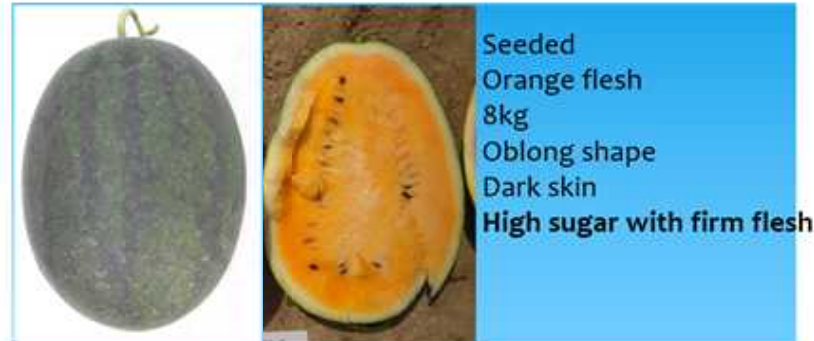 Seeded
Orange flesh
8kg
Oblong shape
Dark skin
High sugar with firm flesh